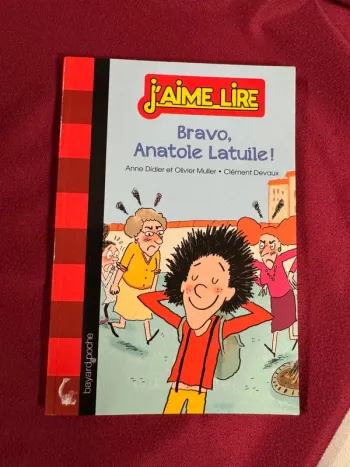 J'AIME LIRE
Bravo,
Anatole Latuile!
Anne Didier et Olivier Muller • Clément Devaux
bayard poche